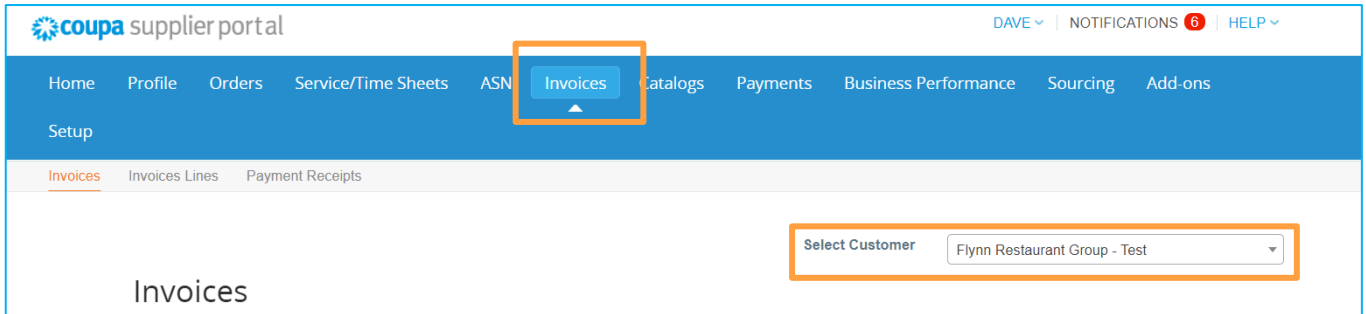 coupa supplier portal DAVE NOTIFICATIONS 6 HELP
Home Profile Orders Service/Time Sheets ASN Invoices Catalogs Payments Business Performance Sourcing Add-ons
Setup
Invoices Invoices Lines Payment Receipts
Select Customer Flynn Restaurant Group - Test
Invoices